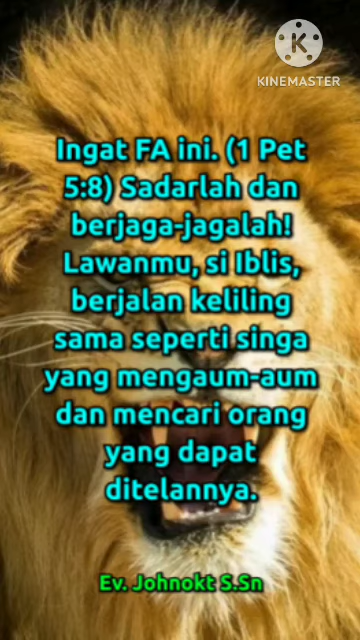 KINEMASTER
Ingat FA ini. (1 Pet
5:8) Sadarlah dan
berjaga-jagalah!
Lawanmu, si Iblis,
berjalan keliling
sama seperti singa
yang mengaum-aum
dan mencari orang
yang dapat
ditelannya.
Ev. Johnokt S.Sn